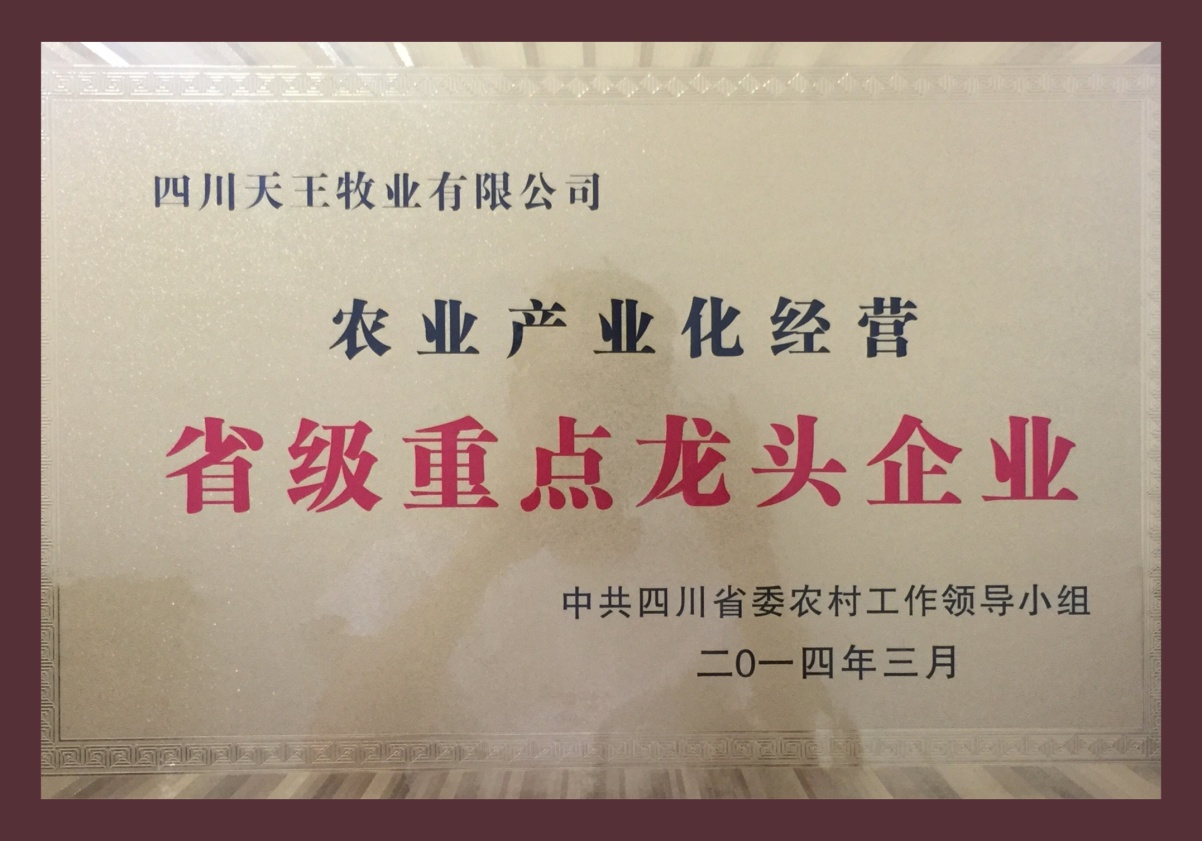 四川天王牧业有限公司
农业产业化经营
省级重点龙头企业
中共四川省委农村工作领导小组
二0一四年三月